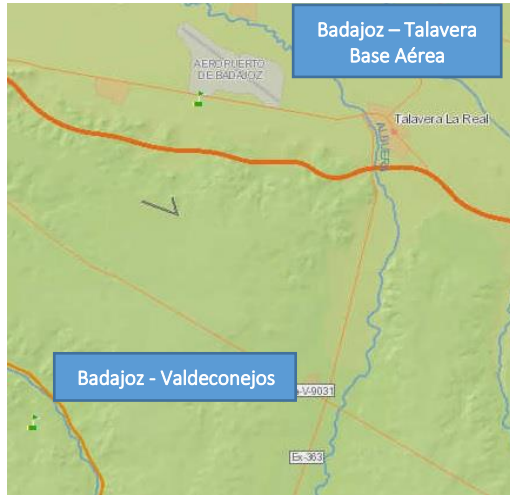 Badajoz – Talavera
Base Aérea
AEROPUERTO
DE BADAJOZ
Talavera La Real
Badajoz - Valdeconejos
-V-9031
Ex-363